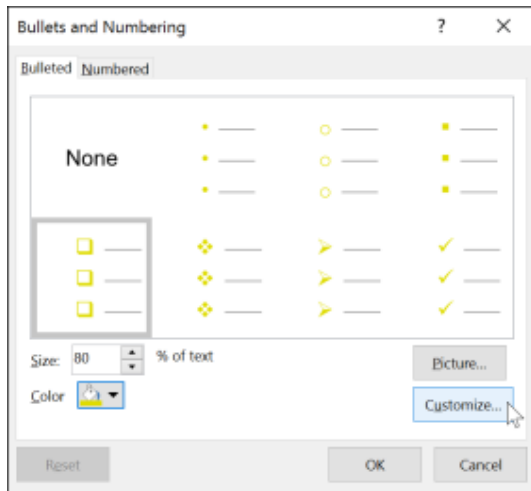 Bullets and Numbering
?
Bulleted Numbered
None
Size: 80 % of text
Picture...
Color
Customize...
Reset OK Cancel